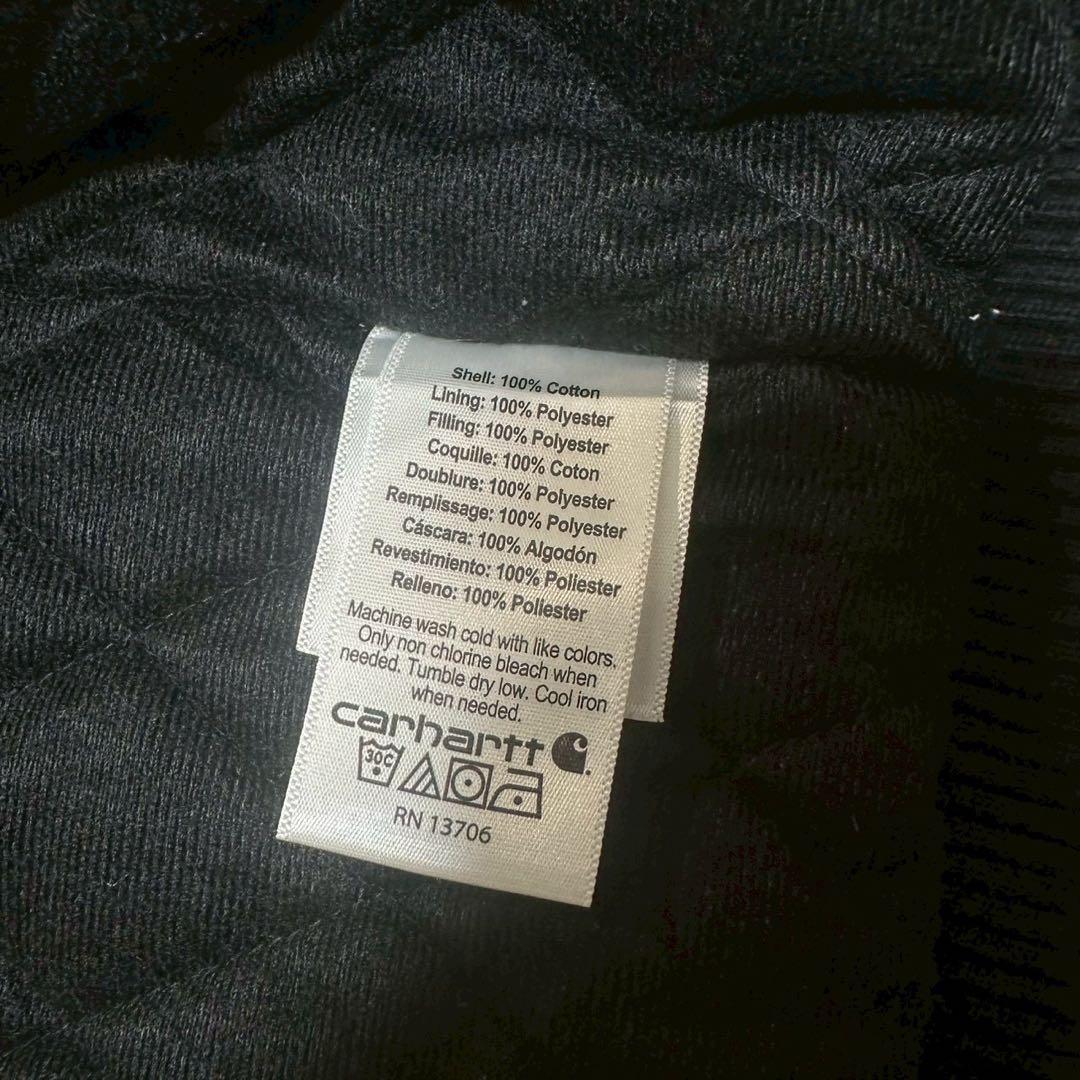 Shell: 100% Cotton
Lining: 100% Polyester
Filling: 100% Polyester
Coquille: 100% Coton
Doublure: 100% Polyester
Remplissage: 100% Polyester
Cáscara: 100% Algodón
Revestimiento: 100% Poliester
Relleno: 100% Poliester
Machine wash cold with like colors.
Only non chlorine bleach when
needed. Tumble dry low. Cool iron
when needed.
carhartt
30C
RN 13706